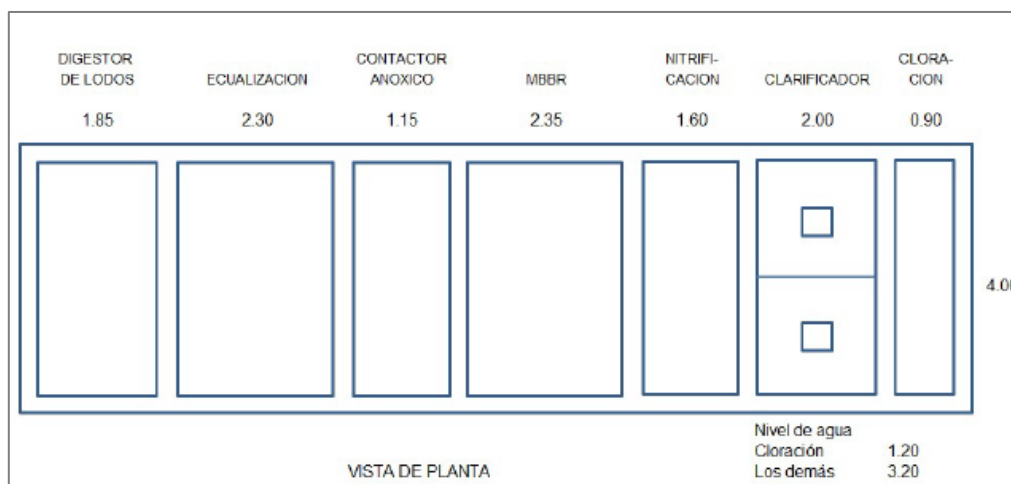 DIGESTOR
DE LODOS
ECUALIZACION
CONTACTOR
ANOXICO
MBBR
NITRIFI-
CACION
CLARIFICADOR
CLORA-
CION
1.85
2.30
1.15
2.35
1.60
2.00
0.90
Nivel de agua
Cloración 1.20
Los demás 3.20
VISTA DE PLANTA